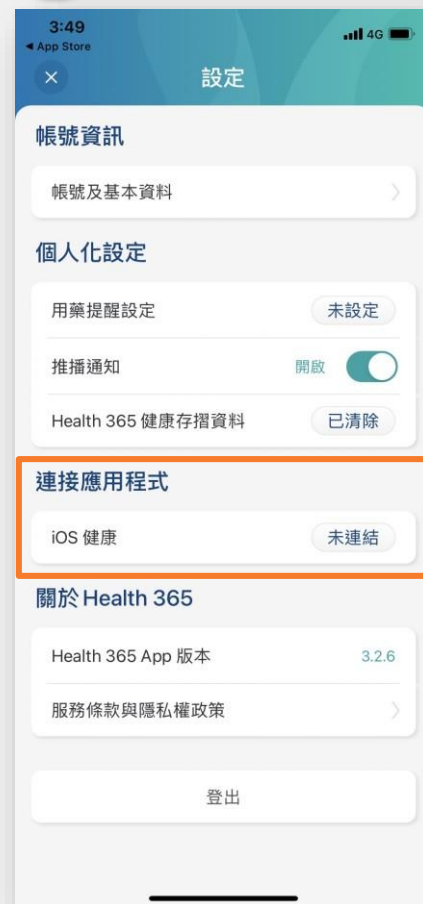 3:49
4G
◀ App Store
設定
帳號資訊
帳號及基本資料
個人化設定
用藥提醒設定 未設定
推播通知 開啟
Health 365 健康存摺資料 已清除
連接應用程式
iOS 健康 未連結
關於 Health 365
Health 365 App 版本 3.2.6
服務條款與隱私權政策
登出